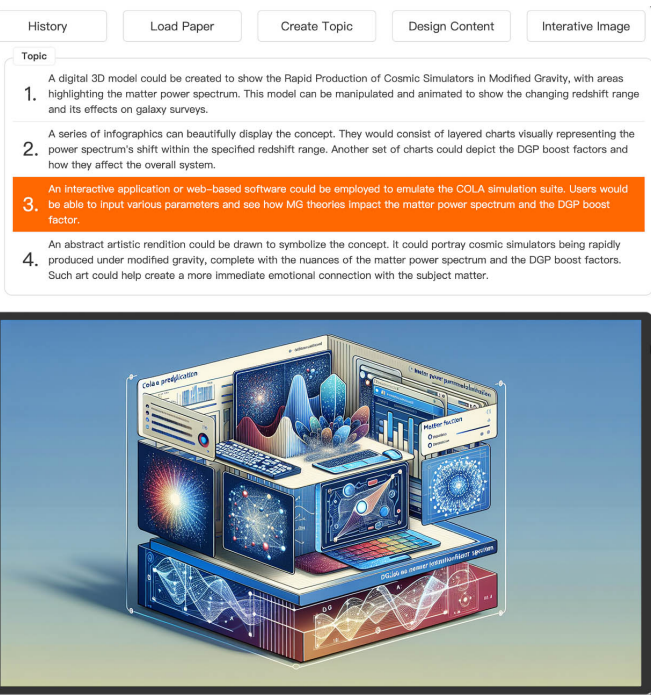 History Load Paper Create Topic Design Content Interative Image
Topic
1. A digital 3D model could be created to show the Rapid Production of Cosmic Simulators in Modified Gravity, with areas
highlighting the matter power spectrum. This model can be manipulated and animated to show the changing redshift range
and its effects on galaxy surveys.
2. A series of infographics can beautifully display the concept. They would consist of layered charts visually representing the
power spectrum's shift within the specified redshift range. Another set of charts could depict the DGP boost factors and
how they affect the overall system.
3. An interactive application or web-based software could be employed to emulate the COLA simulation suite. Users would
be able to input various parameters and see how MG theories impact the matter power spectrum and the DGP boost
factor.
4. An abstract artistic rendition could be drawn to symbolize the concept. It could portray cosmic simulators being rapidly
produced under modified gravity, complete with the nuances of the matter power spectrum and the DGP boost factors.
Such art could help create a more immediate emotional connection with the subject matter.
Cola a
power
Matter
DG
spectrum